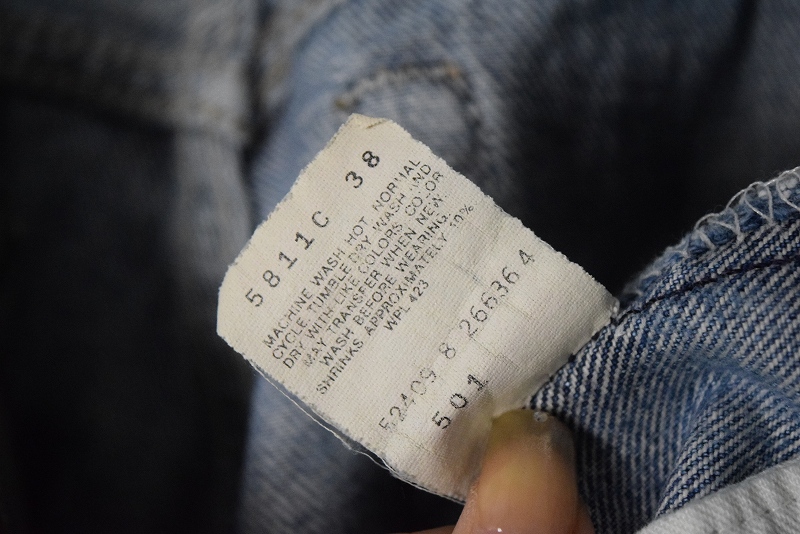 5811C 38
MACHINE WASH HOT NORMAL
CYCLE, TUMBLE DRY. WASH AND
DRY WITH LIKE COLORS. COLOR
MAY TRANSFER WHEN NEW.
WASH BEFORE WEARING.
SHRINKS APPROXIMATELY 10%
WPL 423
52409 8 266364
501